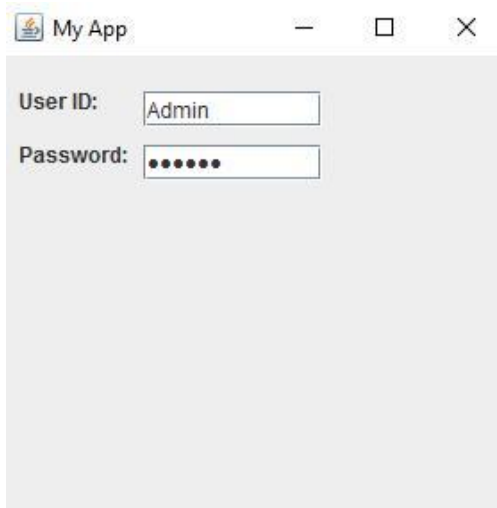 My App
User ID: Admin
Password: ••••••